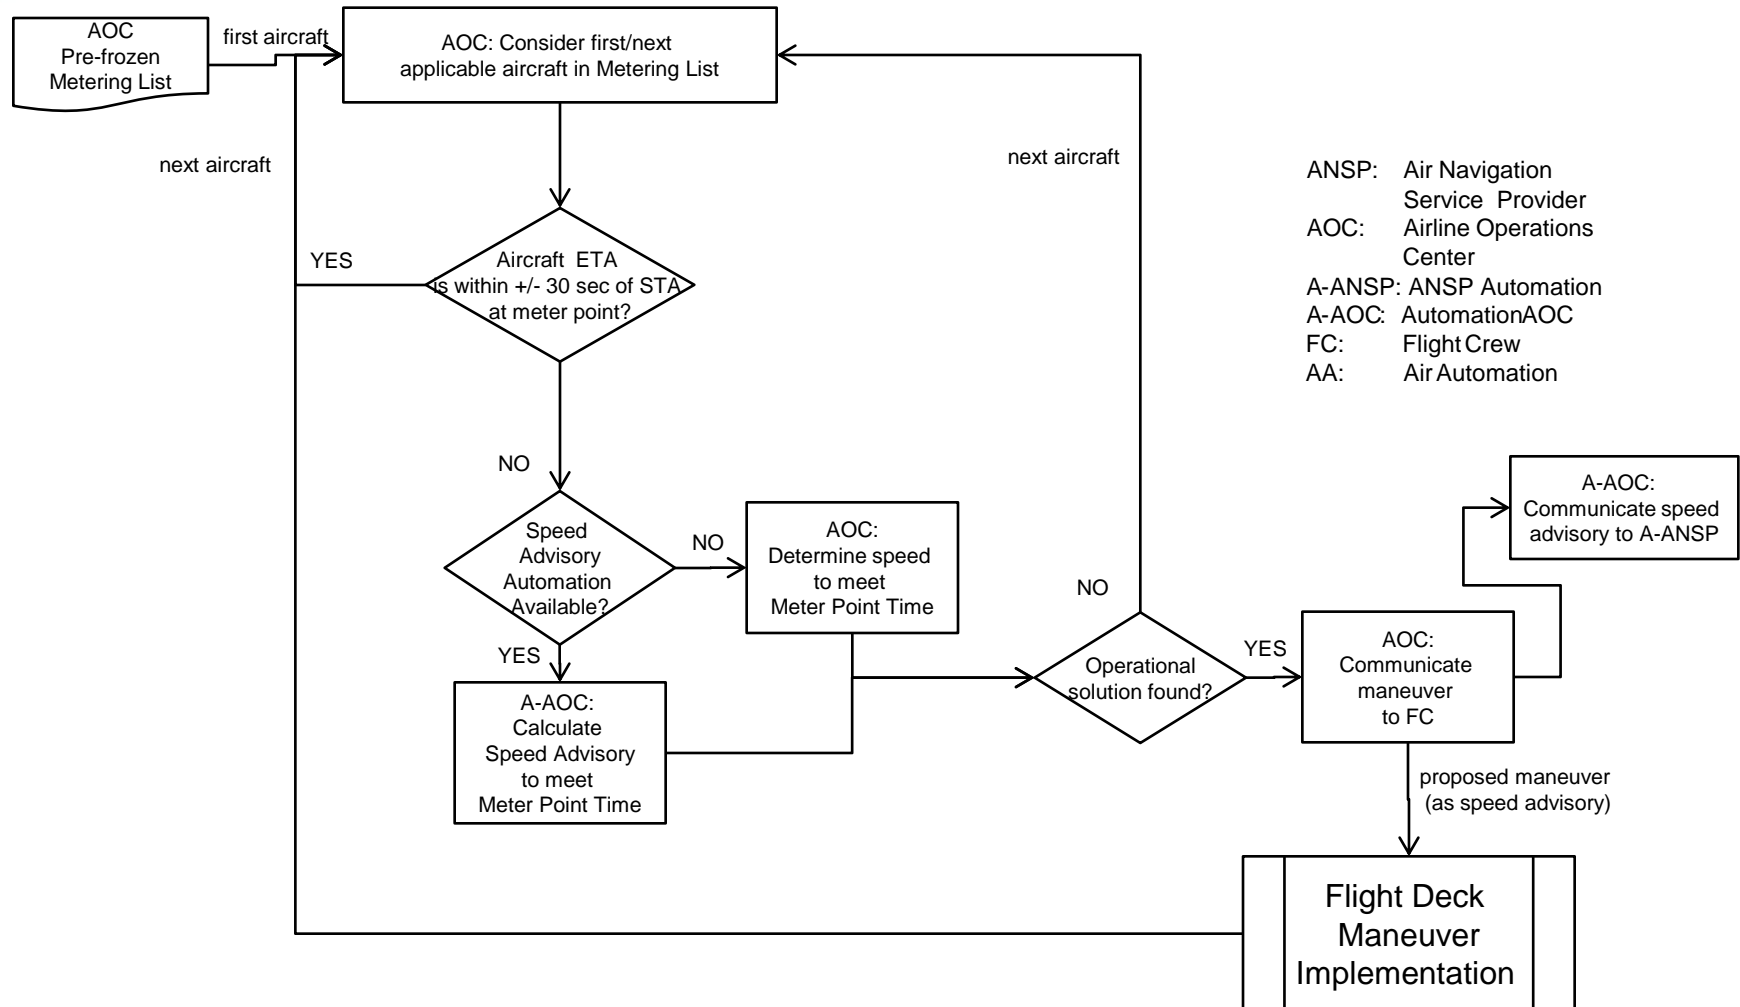 AOC
Pre-frozen
Metering List
first aircraft
AOC: Consider first/next
applicable aircraft in Metering List
next aircraft
next aircraft
ANSP: Air Navigation
Service Provider
AOC: Airline Operations
Center
A-ANSP: ANSP Automation
A-AOC: AutomationAOC
FC: Flight Crew
AA: Air Automation
YES
Aircraft ETA
is within +/- 30 sec of STA
at meter point?
NO
Speed
Advisory
Automation
Available?
NO
AOC:
Determine speed
to meet
Meter Point Time
YES
A-AOC:
Calculate
Speed Advisory
to meet
Meter Point Time
NO
Operational
solution found?
YES
AOC:
Communicate
maneuver
to FC
A-AOC:
Communicate speed
advisory to A-ANSP
proposed maneuver
(as speed advisory)
Flight Deck
Maneuver
Implementation